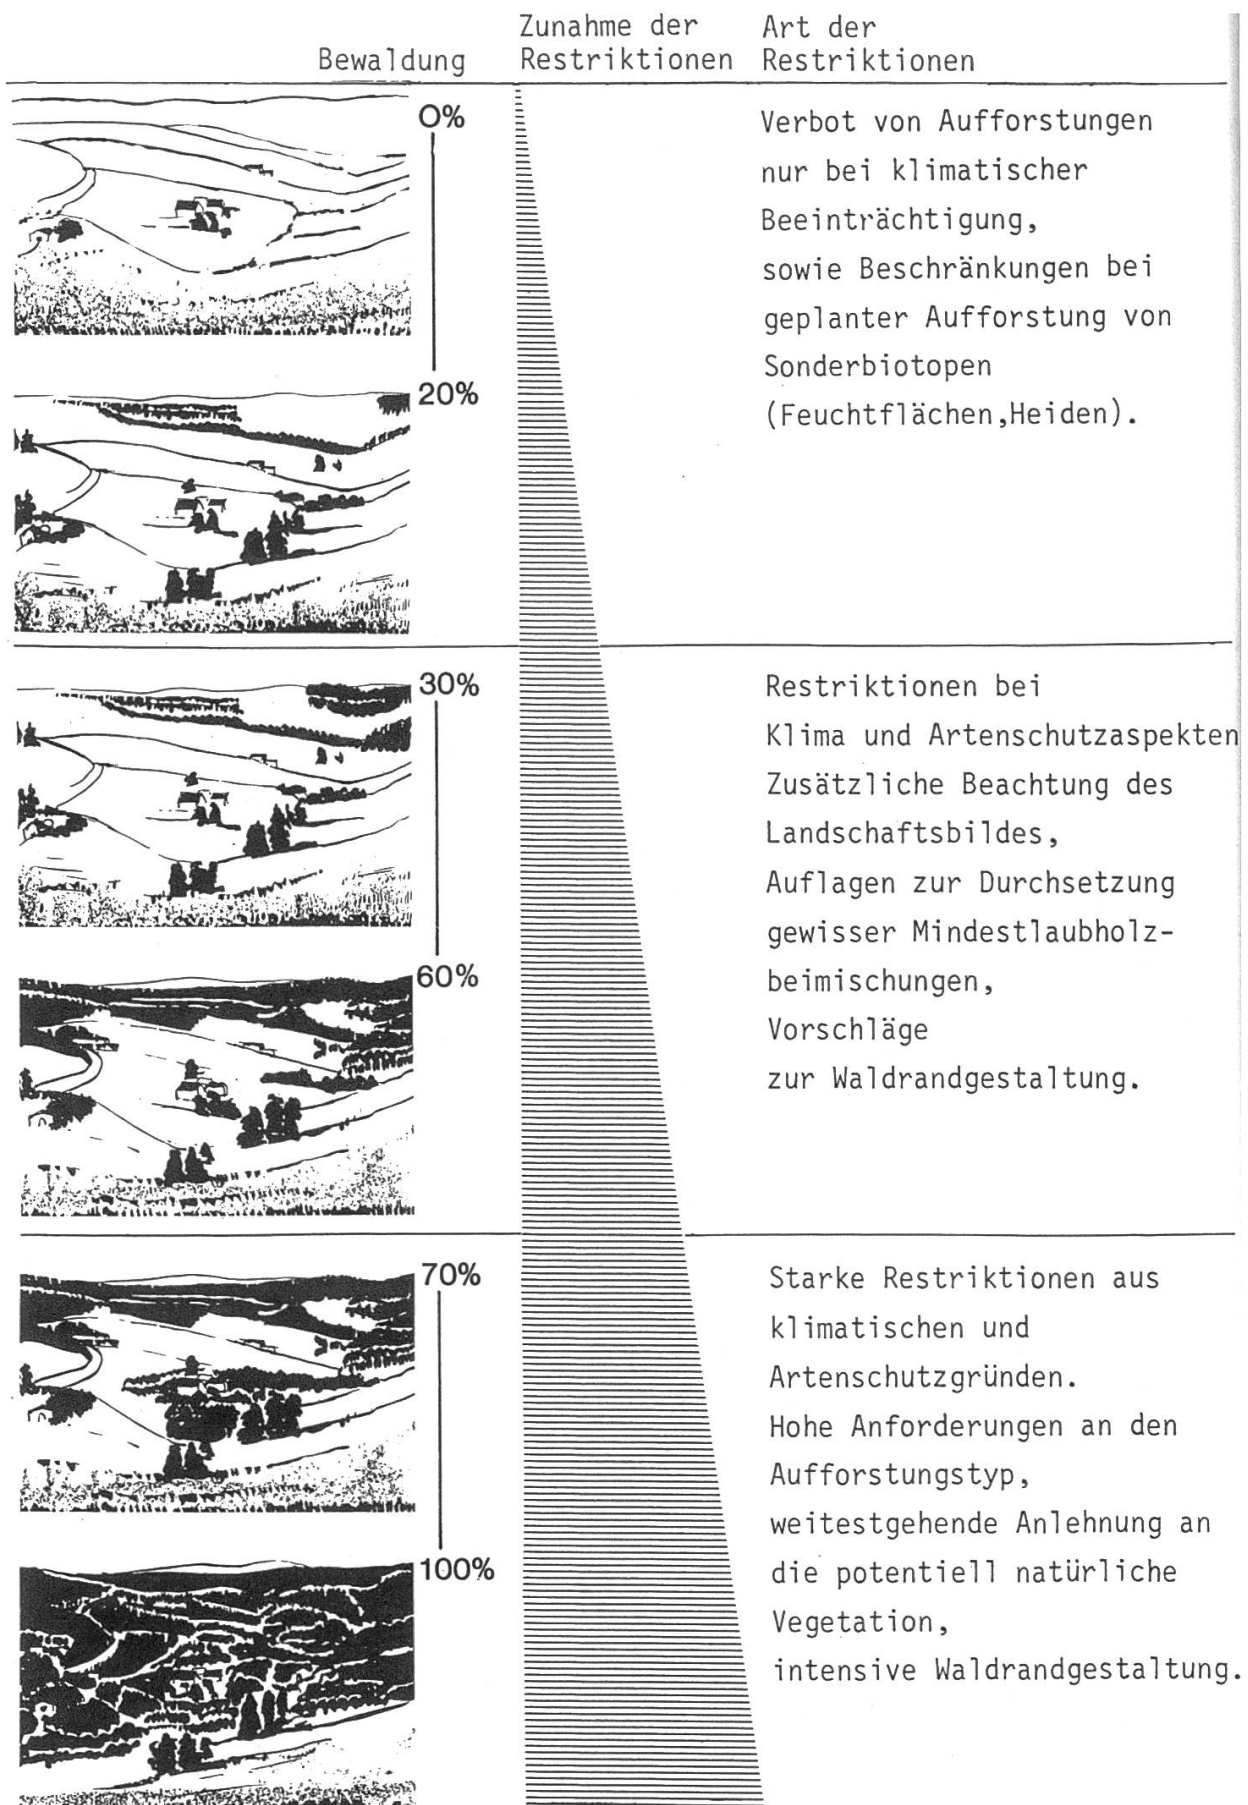 Bewaldung
Zunahme der
Restriktionen
Art der
Restriktionen
0%
20%
Verbot von Aufforstungen
nur bei klimatischer
Beeinträchtigung,
sowie Beschränkungen bei
geplanter Aufforstung von
Sonderbiotopen
(Feuchtflächen,Heiden).
30%
60%
Restriktionen bei
Klima und Artenschutzaspekten
Zusätzliche Beachtung des
Landschaftsbildes,
Auflagen zur Durchsetzung
gewisser Mindestlaubholz-
beimischungen,
Vorschläge
zur Waldrandgestaltung.
70%
100%
Starke Restriktionen aus
klimatischen und
Artenschutzgründen.
Hohe Anforderungen an den
Aufforstungstyp,
weitestgehende Anlehnung an
die potentiell natürliche
Vegetation,
intensive Waldrandgestaltung.